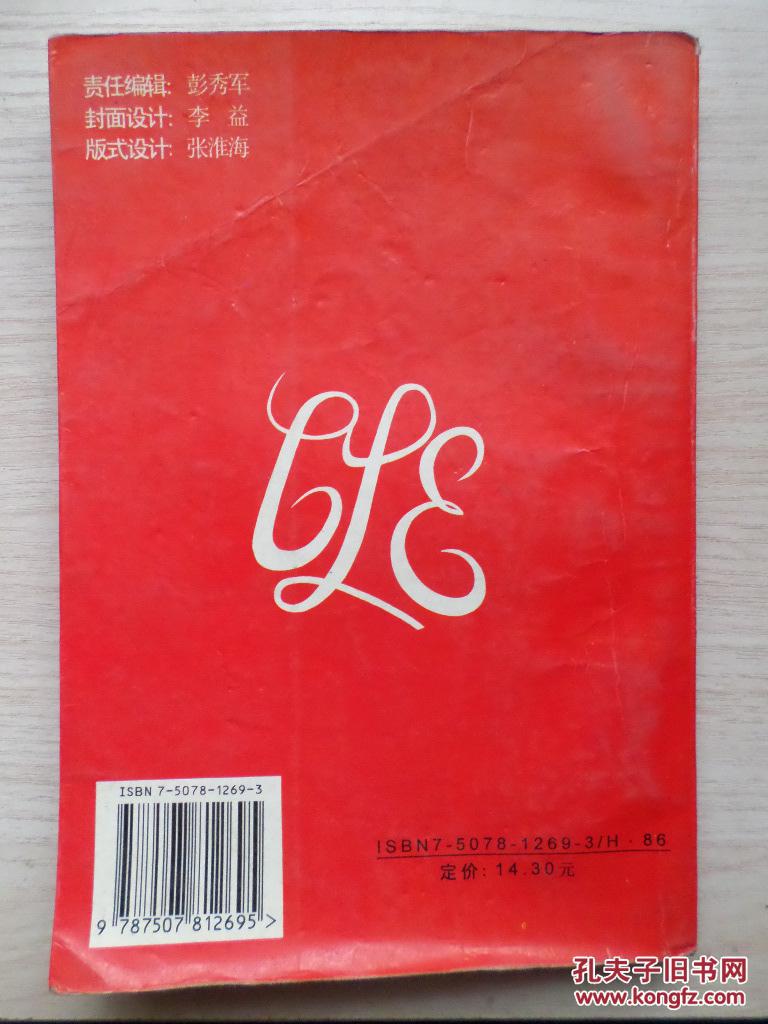 责任编辑: 彭秀军
封面设计: 李 益
版式设计: 张淮海
CLE
ISBN 7-5078-1269-3
9 787507 812695 >
ISBN7-5078-1269-3/H·86
定价: 14.30元
孔夫子旧书网
www.kongfz.com